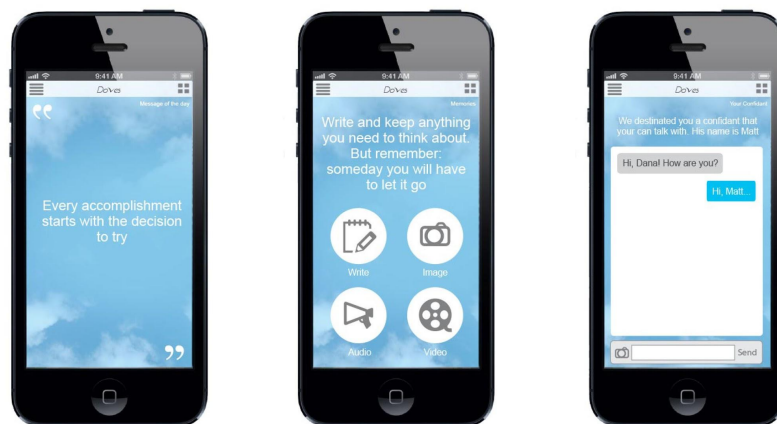 9:41 AM
Doves
Message of the day
“
Every accomplishment
starts with the decision
to try
”
9:41 AM
Doves
Memories
Write and keep anything
you need to think about.
But remember:
someday you will have
to let it go
Write
Image
Audio
Video
9:41 AM
Doves
Your Confidant
We destinated you a confidant that
your can talk with. His name is Matt
Hi, Dana! How are you?
Hi, Matt...
Send